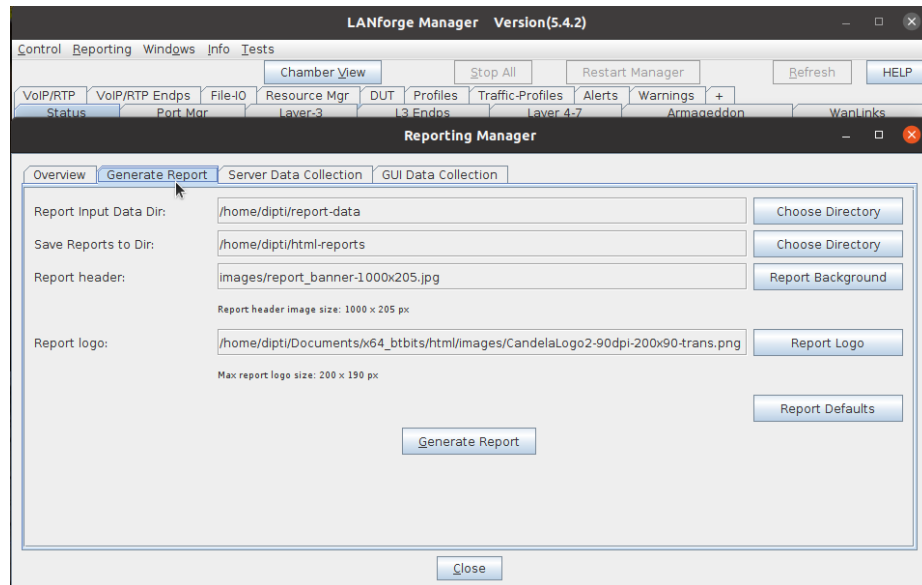 LANforge Manager Version(5.4.2)
Control Reporting Windows Info Tests
Chamber View Stop All Restart Manager Refresh HELP
VoIP/RTP VoIP/RTP Endps File-IO Resource Mgr DUT Profiles Traffic-Profiles Alerts Warnings +
Status Port Mgr Layer-3 L3 Endps Layer 4-7 Armageddon WanLinks
Reporting Manager
Overview Generate Report Server Data Collection GUI Data Collection
Report Input Data Dir: /home/dipti/report-data Choose Directory
Save Reports to Dir: /home/dipti/html-reports Choose Directory
Report header: images/report_banner-1000x205.jpg Report Background
Report header image size: 1000 x 205 px
Report logo: /home/dipti/Documents/x64_btbits/html/images/CandelaLogo2-90dpi-200x90-trans.png Report Logo
Max report logo size: 200 x 190 px
Report Defaults
Generate Report
Close